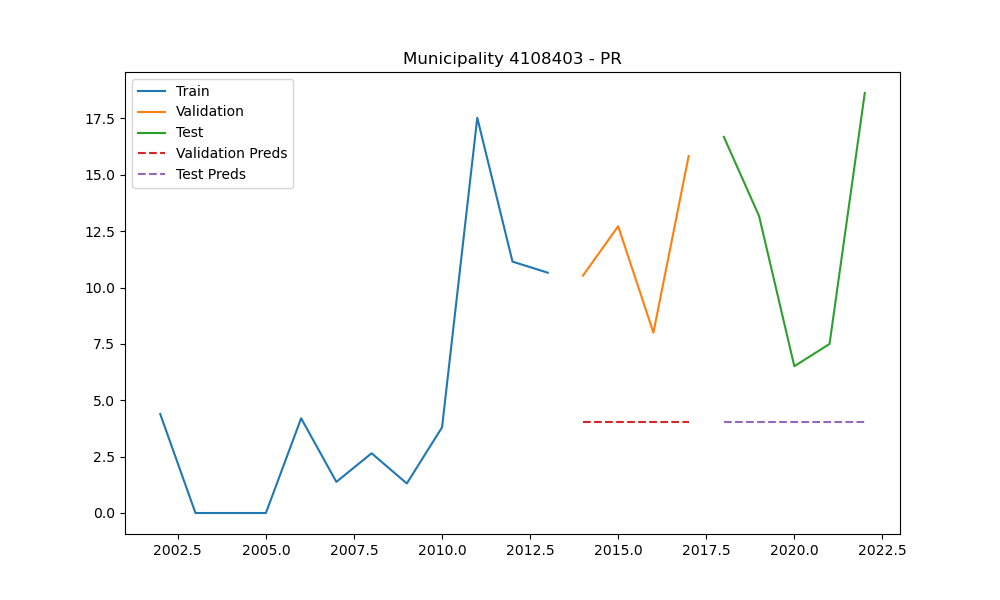 Municipality 4108403 - PR
Train
Validation
Test
Validation Preds
Test Preds
17.5
15.0
12.5
10.0
7.5
5.0
2.5
0.0
2002.5 2005.0 2007.5 2010.0 2012.5 2015.0 2017.5 2020.0 2022.5